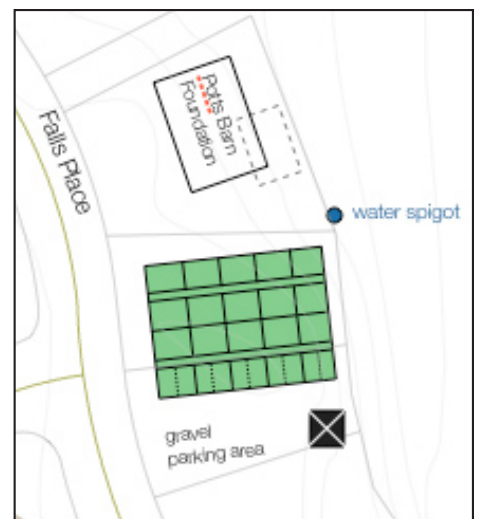 Potts Barn
Foundation
Falls Place
water spigot
gravel
parking area